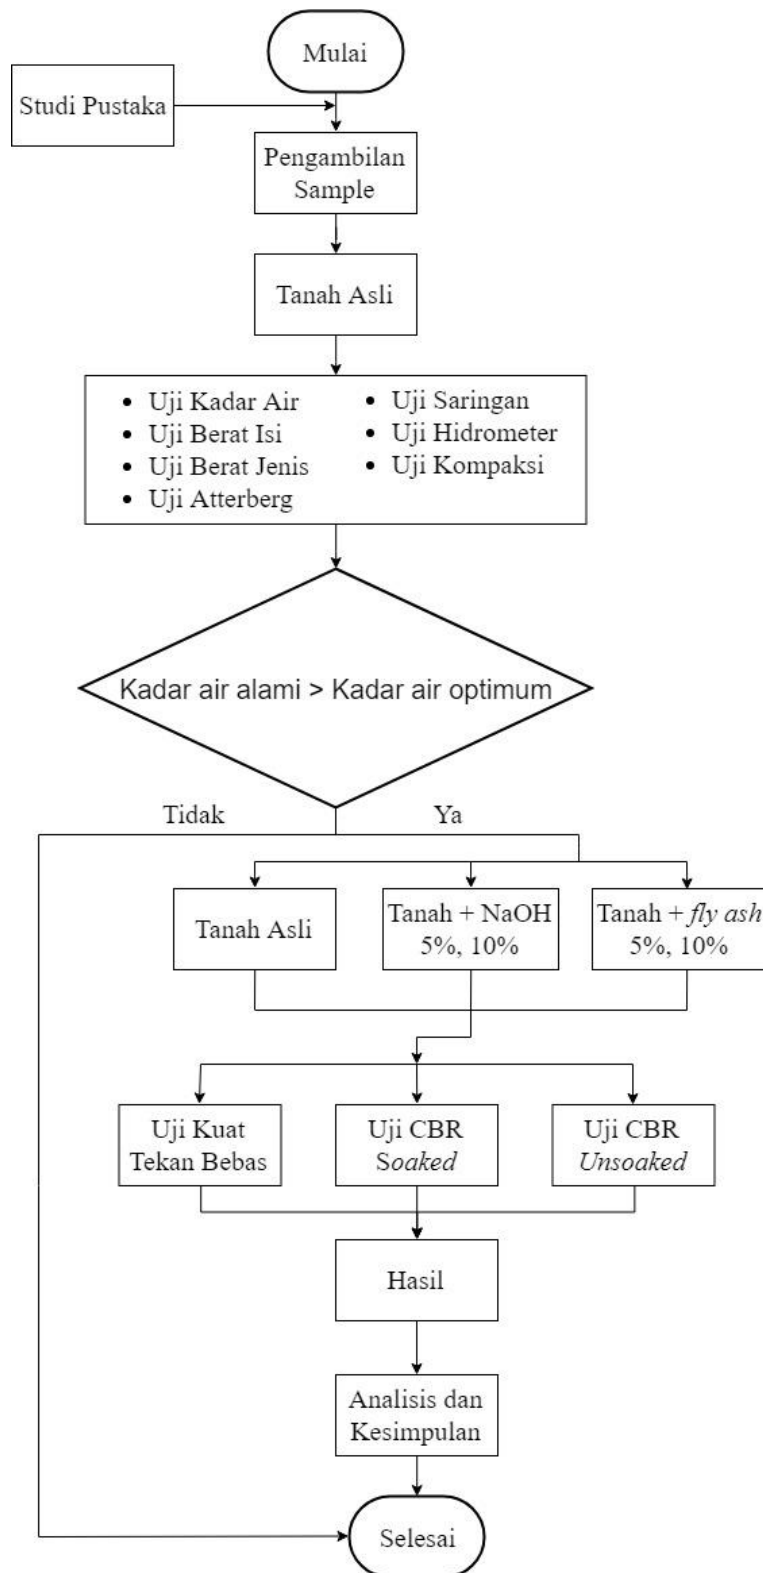 Mulai
Studi Pustaka
Pengambilan
Sample
Tanah Asli
• Uji Kadar Air
• Uji Berat Isi
• Uji Berat Jenis
• Uji Atterberg
• Uji Saringan
• Uji Hidrometer
• Uji Kompaksi
Kadar air alami > Kadar air optimum
Tidak
Ya
Tanah Asli
Tanah + NaOH
5%, 10%
Tanah + fly ash
5%, 10%
Uji Kuat
Tekan Bebas
Uji CBR
Soaked
Uji CBR
Unsoaked
Hasil
Analisis dan
Kesimpulan
Selesai